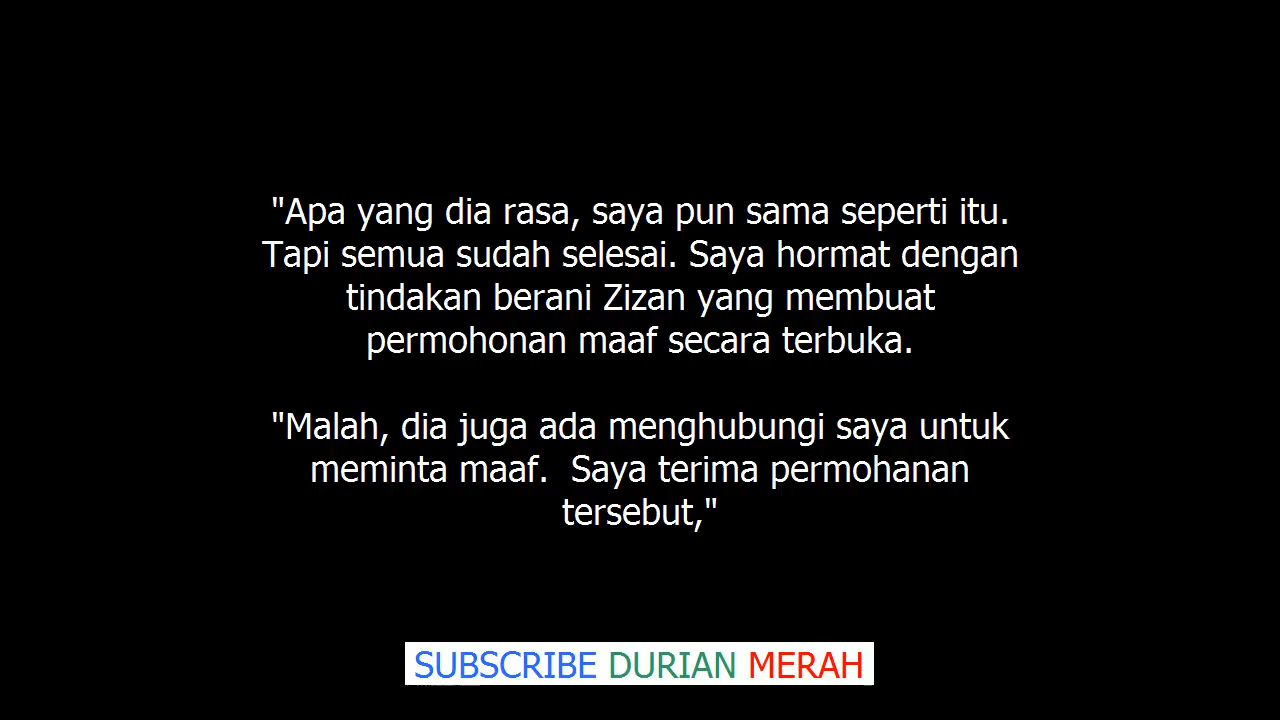 "Apa yang dia rasa, saya pun sama seperti itu.
Tapi semua sudah selesai. Saya hormat dengan
tindakan berani Zizan yang membuat
permohonan maaf secara terbuka.
"Malah, dia juga ada menghubungi saya untuk
meminta maaf.  Saya terima permohanan
tersebut,"
SUBSCRIBE DURIAN MERAH